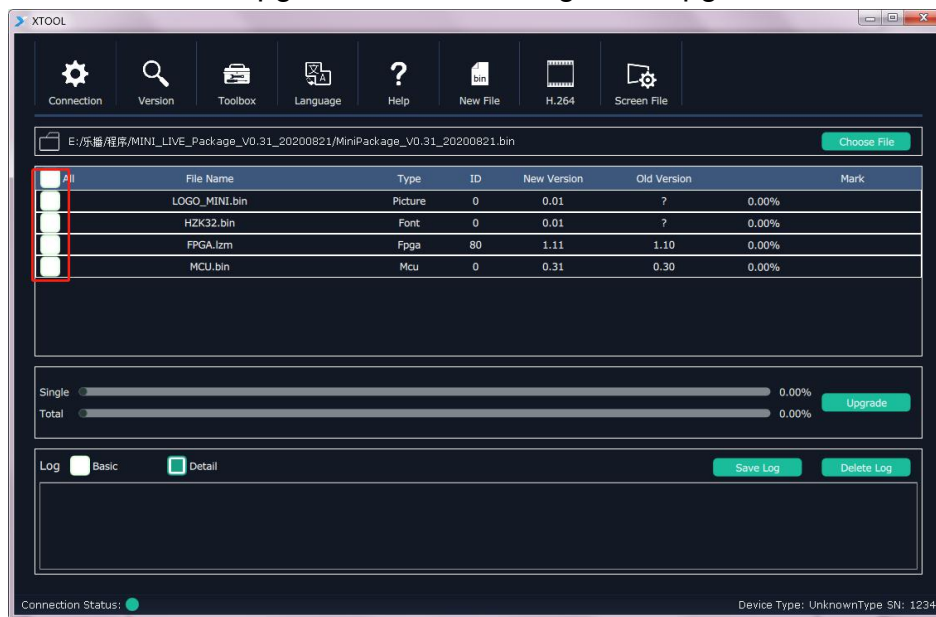 XTOOL
Connection Version Toolbox Language Help New File H.264 Screen File
bin
E:/乐播/程序/MINI_LIVE_Package_V0.31_20200821/MiniPackage_V0.31_20200821.bin Choose File
All File Name Type ID New Version Old Version Mark
LOGO_MINI.bin Picture 0 0.01 ? 0.00%
HZK32.bin Font 0 0.01 ? 0.00%
FPGA.lzm Fpga 80 1.11 1.10 0.00%
MCU.bin Mcu 0 0.31 0.30 0.00%
Single 0.00%
Upgrade
Total 0.00%
Log Basic Detail Save Log Delete Log
Connection Status: Device Type: UnknownType SN: 1234